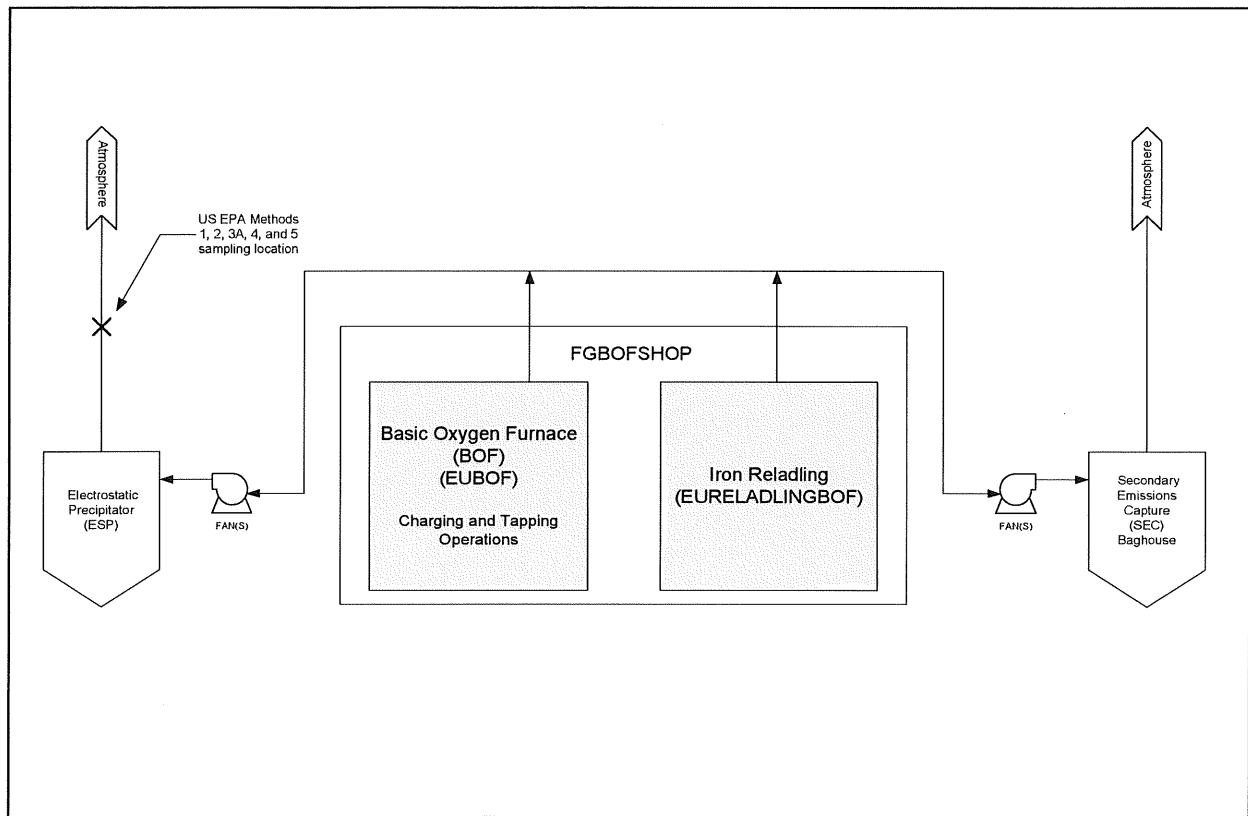 Atmosphere
US EPA Methods
1, 2, 3A, 4, and 5
sampling location
Atmosphere
FGBOFSHOP
Basic Oxygen Furnace
(BOF)
(EUBOF)
Charging and Tapping
Operations
Iron Reladling
(EURELADLINGBOF)
Electrostatic
Precipitator
(ESP)
FAN(S)
FAN(S)
Secondary
Emissions
Capture
(SEC)
Baghouse